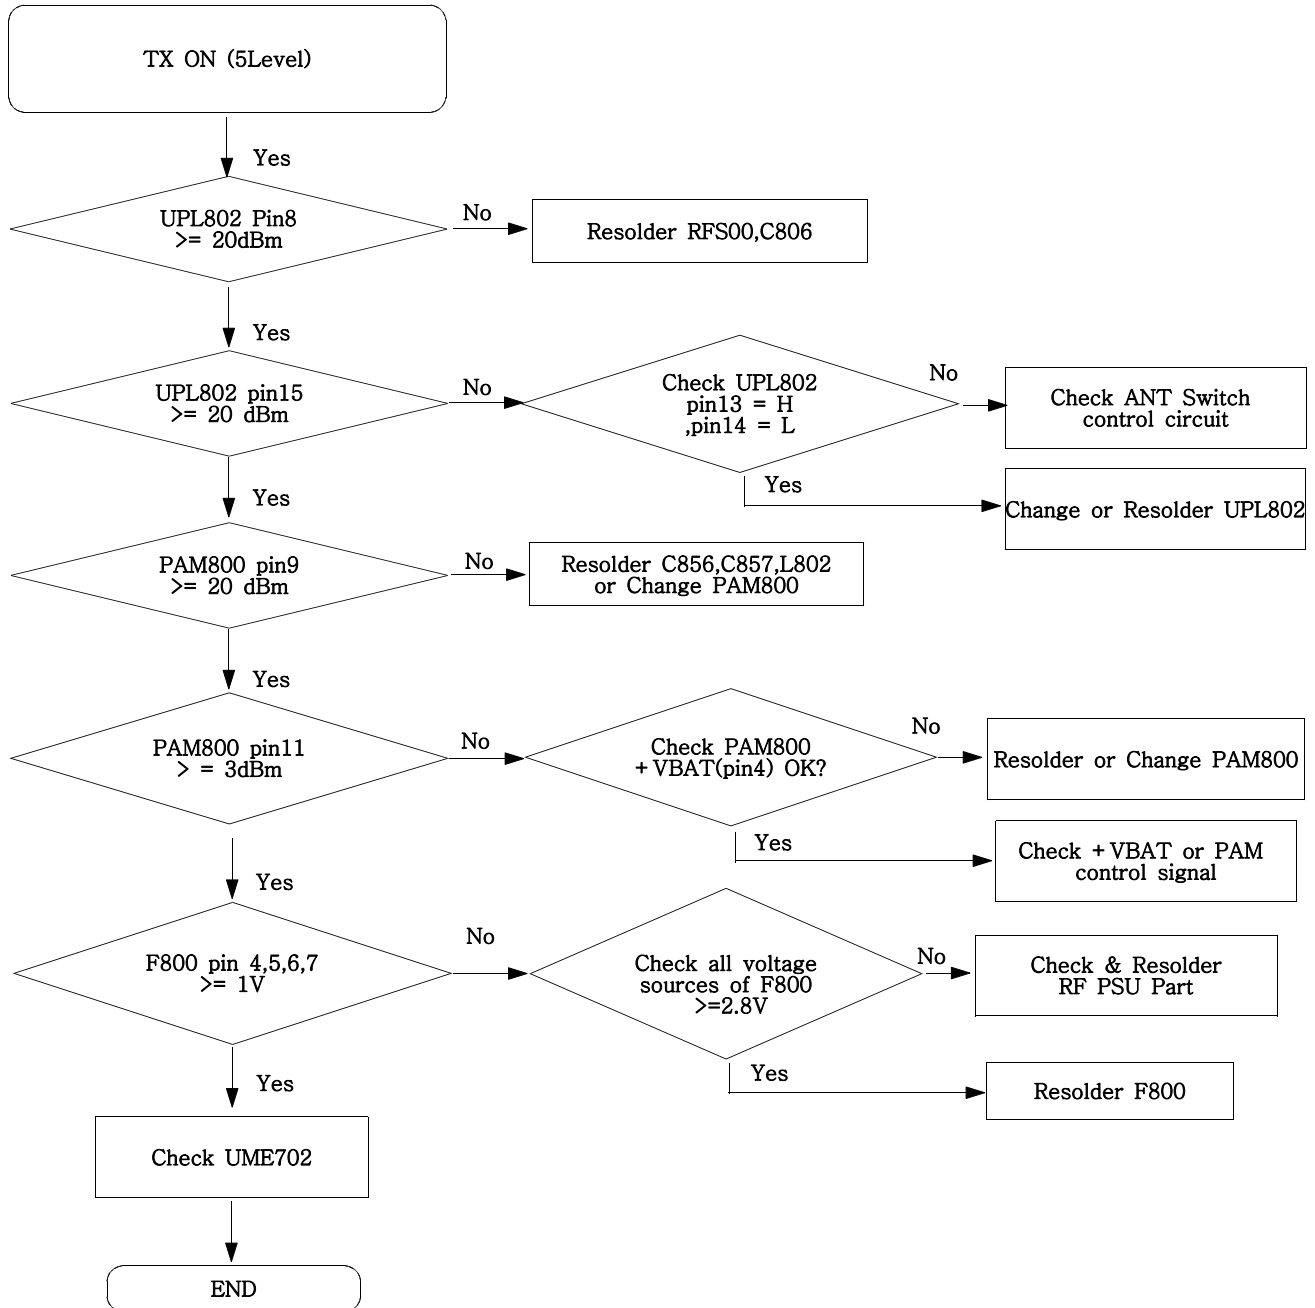 TX ON (5Level)
Yes
UPL802 Pin8
>= 20dBm
No
Resolder RFS00,C806
Yes
UPL802 pin15
>= 20 dBm
No
Check UPL802
pin13 = H
,pin14 = L
No
Check ANT Switch
control circuit
Yes
Change or Resolder UPL802
Yes
PAM800 pin9
>= 20 dBm
No
Resolder C856,C857,L802
or Change PAM800
Yes
PAM800 pin11
> = 3dBm
No
Check PAM800
+VBAT(pin4) OK?
No
Resolder or Change PAM800
Yes
Check +VBAT or PAM
control signal
Yes
F800 pin 4,5,6,7
>= 1V
No
Check all voltage
sources of F800
>=2.8V
No
Check & Resolder
RF PSU Part
Yes
Resolder F800
Yes
Check UME702
END